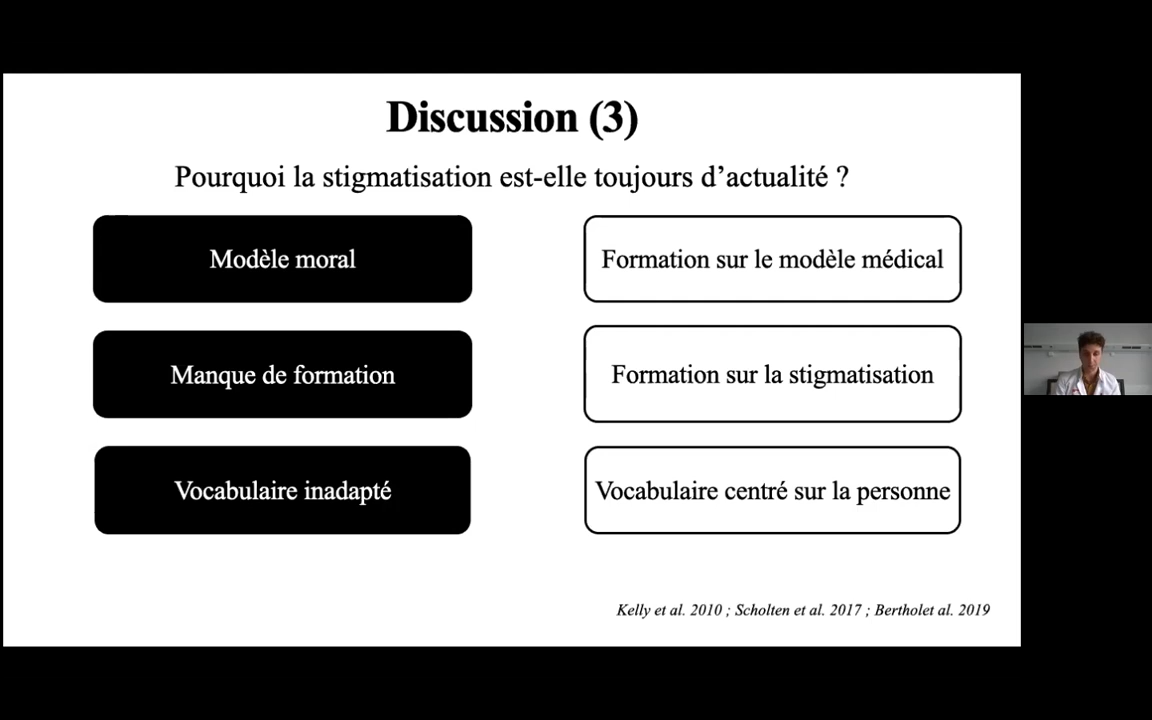 Discussion (3)
Pourquoi la stigmatisation est-elle toujours d’actualité ?
Modèle moral
Formation sur le modèle médical
Manque de formation
Formation sur la stigmatisation
Vocabulaire inadapté
Vocabulaire centré sur la personne
Kelly et al. 2010 ; Scholten et al. 2017 ; Bertholet al. 2019